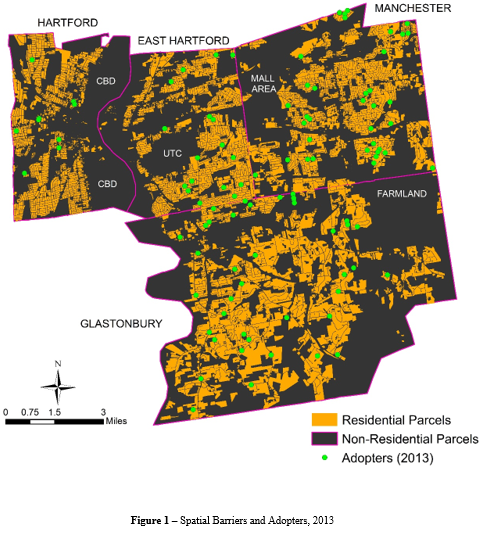 HARTFORD
MANCHESTER
EAST HARTFORD
CBD
MALL
AREA
UTC
CBD
FARMLAND
GLASTONBURY
N
0 0.75 1.5 3
Miles
Residential Parcels
Non-Residential Parcels
Adopters (2013)
Figure 1 – Spatial Barriers and Adopters, 2013